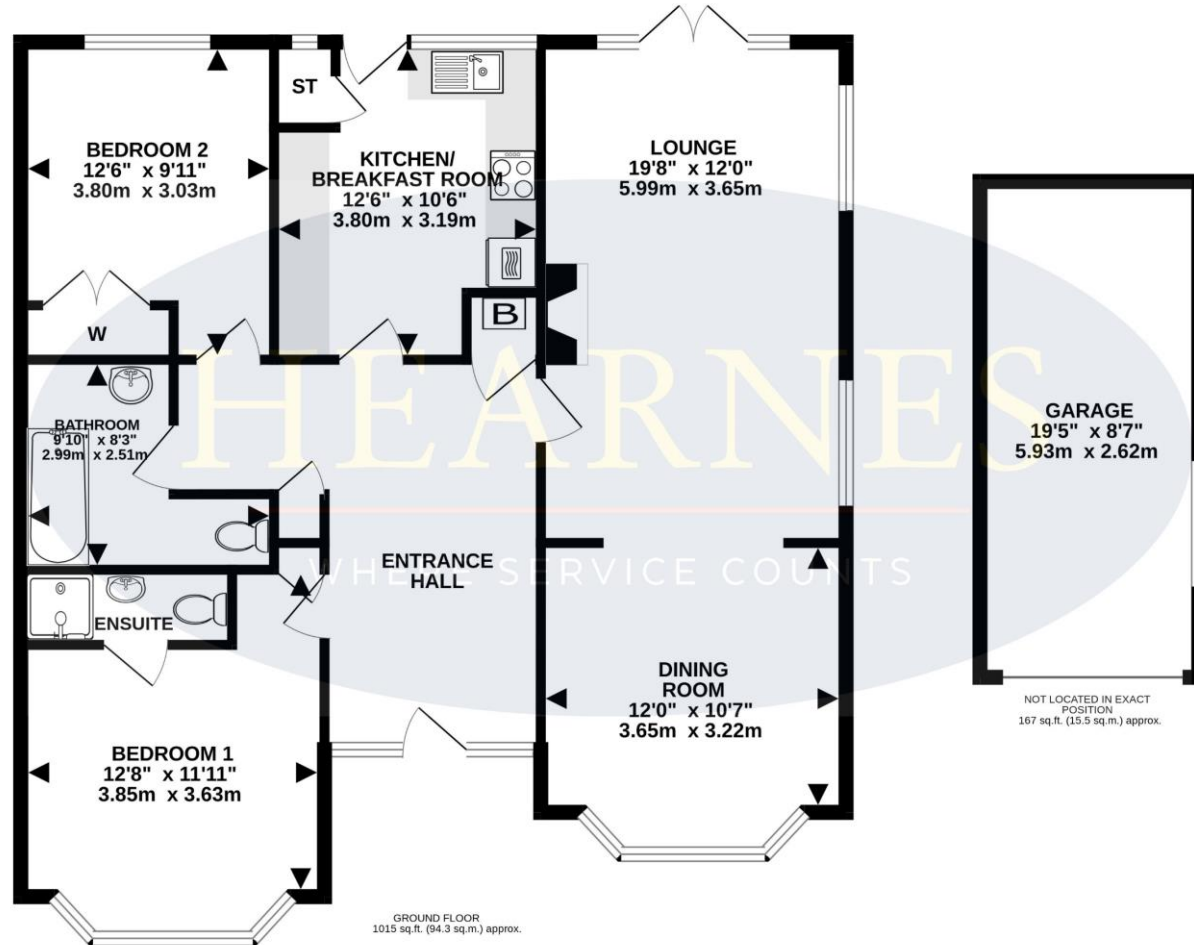 ST
BEDROOM 2
12'6" x 9'11"
3.80m x 3.03m
KITCHEN/
BREAKFAST ROOM
12'6" x 10'6"
3.80m x 3.19m
LOUNGE
19'8" x 12'0"
5.99m x 3.65m
W
B
BATHROOM
9'10" x 8'3"
2.99m x 2.51m
HEARNES
WHERE SERVICE COUNTS
GARAGE
19'5" x 8'7"
5.93m x 2.62m
ENTRANCE
HALL
ENSUITE
DINING
ROOM
12'0" x 10'7"
3.65m x 3.22m
NOT LOCATED IN EXACT
POSITION
167 sq.ft. (15.5 sq.m.) approx.
BEDROOM 1
12'8" x 11'11"
3.85m x 3.63m
GROUND FLOOR
1015 sq.ft. (94.3 sq.m.) approx.